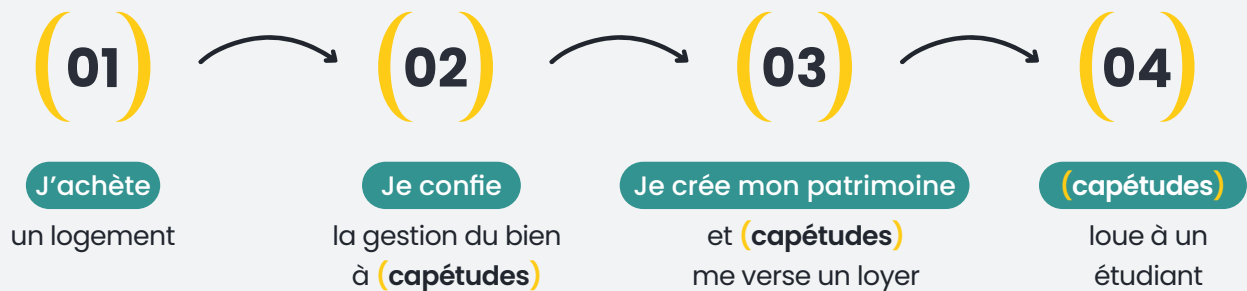 01
02
03
04
J'achète
un logement
Je confie
la gestion du bien
à (capétudes)
Je crée mon patrimoine
et (capétudes)
me verse un loyer
(capétudes)
loue à un
étudiant